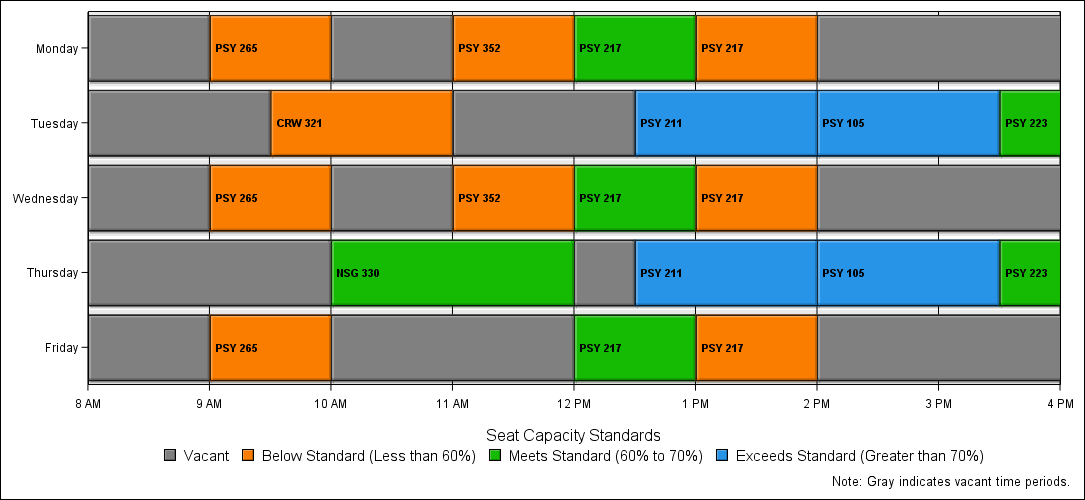 Monday PSY 265 PSY 352 PSY 217 PSY 217
Tuesday CRW 321 PSY 211 PSY 105 PSY 223
Wednesday PSY 265 PSY 352 PSY 217 PSY 217
Thursday NSG 330 PSY 211 PSY 105 PSY 223
Friday PSY 265 PSY 217 PSY 217
8 AM 9 AM 10 AM 11 AM 12 PM 1 PM 2 PM 3 PM 4 PM
Seat Capacity Standards
Vacant Below Standard (Less than 60%) Meets Standard (60% to 70%) Exceeds Standard (Greater than 70%)
Note: Gray indicates vacant time periods.